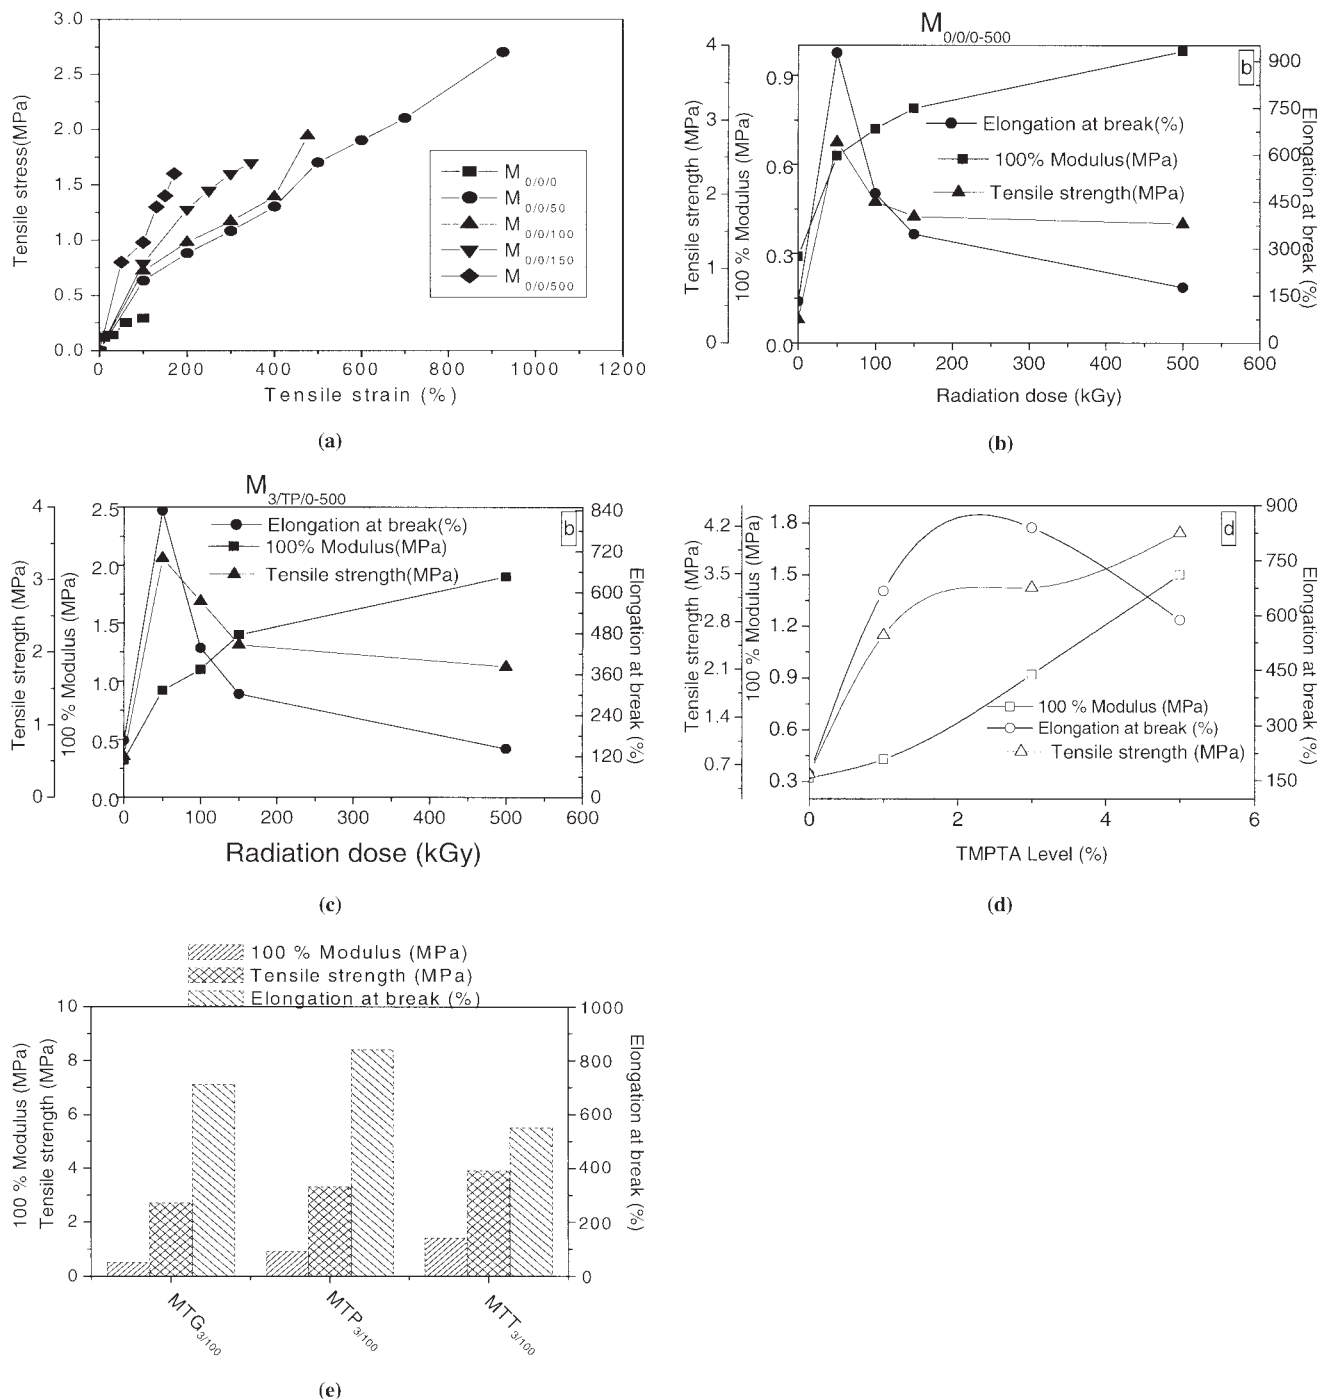 3.0
2.5
2.0
1.5
1.0
0.5
0.0
Tensile stress(MPa)
M 0/0/0
M 0/0/50
M 0/0/100
M 0/0/150
M 0/0/500
0 200 400 600 800 1000 1200
Tensile strain (%)
(a)
M 0/0/0-500
4
3
2
1
0
Tensile strength (MPa)
0.9
0.6
0.3
0.0
100 % Modulus (MPa)
b
Elongation at break(%)
100% Modulus(MPa)
Tensile strength(MPa)
900
750
600
450
300
150
0
Elongation at break (%)
0 100 200 300 400 500 600
Radiation dose (kGy)
(b)
M 3/TP/0-500
4
3
2
1
0
Tensile strength (MPa)
2.5
2.0
1.5
1.0
0.5
0.0
100 % Modulus (MPa)
b
Elongation at break(%)
100% Modulus(MPa)
Tensile strength(MPa)
840
720
600
480
360
240
120
0
Elongation at break (%)
0 100 200 300 400 500 600
Radiation dose (kGy)
(c)
4.2
3.5
2.8
2.1
1.4
0.7
Tensile strength (MPa)
1.8
1.5
1.2
0.9
0.6
0.3
100 % Modulus (MPa)
d
100 % Modulus (MPa)
Elongation at break (%)
Tensile strength (MPa)
900
750
600
450
300
150
Elongation at break (%)
0 2 4 6
TMPTA Level (%)
(d)
100 % Modulus (MPa)
Tensile strength (MPa)
Elongation at break (%)
10
8
6
4
2
0
100 % Modulus (MPa)
Tensile strength (MPa)
1000
800
600
400
200
0
Elongation at break (%)
MTG3/100
MTP3/100
MTT3/100
(e)